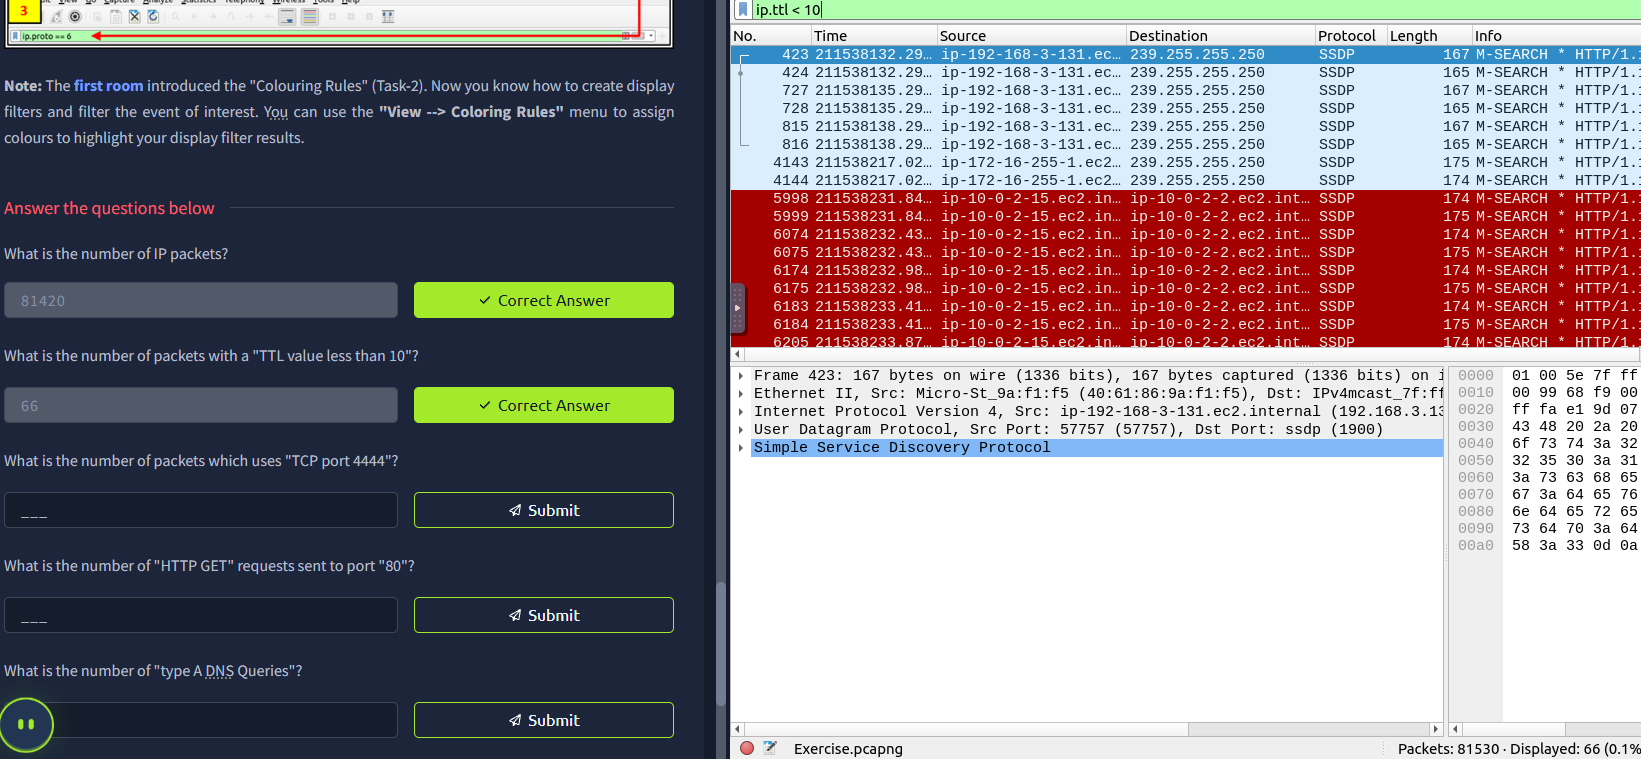 3
ip.proto == 6
Note: The first room introduced the "Colouring Rules" (Task-2). Now you know how to create display
filters and filter the event of interest. You can use the "View --> Coloring Rules" menu to assign
colours to highlight your display filter results.
Answer the questions below
What is the number of IP packets?
81420
✓ Correct Answer
What is the number of packets with a "TTL value less than 10"?
66
✓ Correct Answer
What is the number of packets which uses "TCP port 4444"?
___
Submit
What is the number of "HTTP GET" requests sent to port "80"?
___
Submit
What is the number of "type A DNS Queries"?
Submit
ip.ttl < 10
No. Time Source Destination Protocol Length Info
423 211538132.29… ip-192-168-3-131.ec… 239.255.255.250 SSDP 167 M-SEARCH * HTTP/1.1
424 211538132.29… ip-192-168-3-131.ec… 239.255.255.250 SSDP 165 M-SEARCH * HTTP/1.1
727 211538135.29… ip-192-168-3-131.ec… 239.255.255.250 SSDP 167 M-SEARCH * HTTP/1.1
728 211538135.29… ip-192-168-3-131.ec… 239.255.255.250 SSDP 165 M-SEARCH * HTTP/1.1
815 211538138.29… ip-192-168-3-131.ec… 239.255.255.250 SSDP 167 M-SEARCH * HTTP/1.1
816 211538138.29… ip-192-168-3-131.ec… 239.255.255.250 SSDP 165 M-SEARCH * HTTP/1.1
4143 211538217.02… ip-172-16-255-1.ec2… 239.255.255.250 SSDP 175 M-SEARCH * HTTP/1.1
4144 211538217.02… ip-172-16-255-1.ec2… 239.255.255.250 SSDP 174 M-SEARCH * HTTP/1.1
5998 211538231.84… ip-10-0-2-15.ec2.in… ip-10-0-2-2.ec2.int… SSDP 174 M-SEARCH * HTTP/1.1
5999 211538231.84… ip-10-0-2-15.ec2.in… ip-10-0-2-2.ec2.int… SSDP 175 M-SEARCH * HTTP/1.1
6074 211538232.43… ip-10-0-2-15.ec2.in… ip-10-0-2-2.ec2.int… SSDP 174 M-SEARCH * HTTP/1.1
6075 211538232.43… ip-10-0-2-15.ec2.in… ip-10-0-2-2.ec2.int… SSDP 175 M-SEARCH * HTTP/1.1
6174 211538232.98… ip-10-0-2-15.ec2.in… ip-10-0-2-2.ec2.int… SSDP 174 M-SEARCH * HTTP/1.1
6175 211538232.98… ip-10-0-2-15.ec2.in… ip-10-0-2-2.ec2.int… SSDP 175 M-SEARCH * HTTP/1.1
6183 211538233.41… ip-10-0-2-15.ec2.in… ip-10-0-2-2.ec2.int… SSDP 174 M-SEARCH * HTTP/1.1
6184 211538233.41… ip-10-0-2-15.ec2.in… ip-10-0-2-2.ec2.int… SSDP 175 M-SEARCH * HTTP/1.1
6205 211538233.87… ip-10-0-2-15.ec2.in… ip-10-0-2-2.ec2.int… SSDP 174 M-SEARCH * HTTP/1.1
Frame 423: 167 bytes on wire (1336 bits), 167 bytes captured (1336 bits) on i
Ethernet II, Src: Micro-St_9a:f1:f5 (40:61:86:9a:f1:f5), Dst: IPv4mcast_7f:ff
Internet Protocol Version 4, Src: ip-192-168-3-131.ec2.internal (192.168.3.13
User Datagram Protocol, Src Port: 57757 (57757), Dst Port: ssdp (1900)
Simple Service Discovery Protocol
0000 01 00 5e 7f ff
0010 00 99 68 f9 00
0020 ff fa e1 9d 07
0030 43 48 20 2a 20
0040 6f 73 74 3a 32
0050 32 35 30 3a 31
0060 3a 73 63 68 65
0070 67 3a 64 65 76
0080 6e 64 65 72 65
0090 73 64 70 3a 64
00a0 58 3a 33 0d 0a
Exercise.pcapng
Packets: 81530 · Displayed: 66 (0.1%